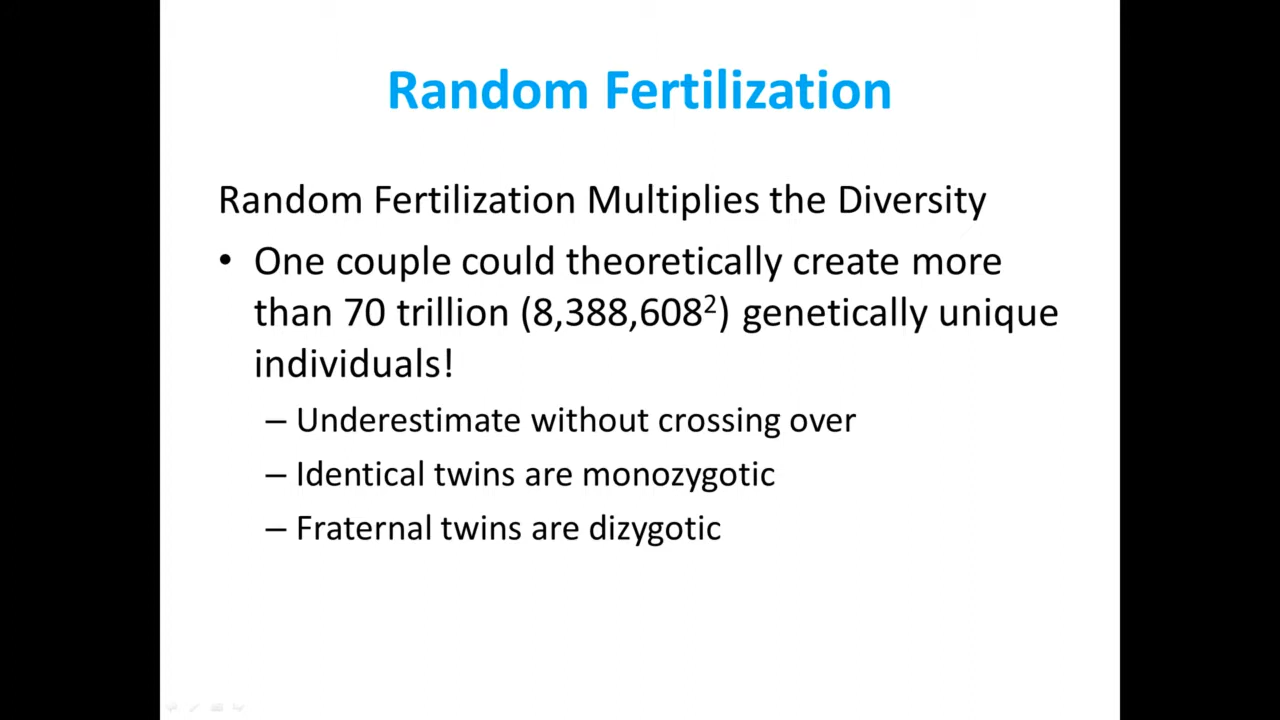 Random Fertilization
Random Fertilization Multiplies the Diversity
• One couple could theoretically create more
than 70 trillion (8,388,608²) genetically unique
individuals!
– Underestimate without crossing over
– Identical twins are monozygotic
– Fraternal twins are dizygotic